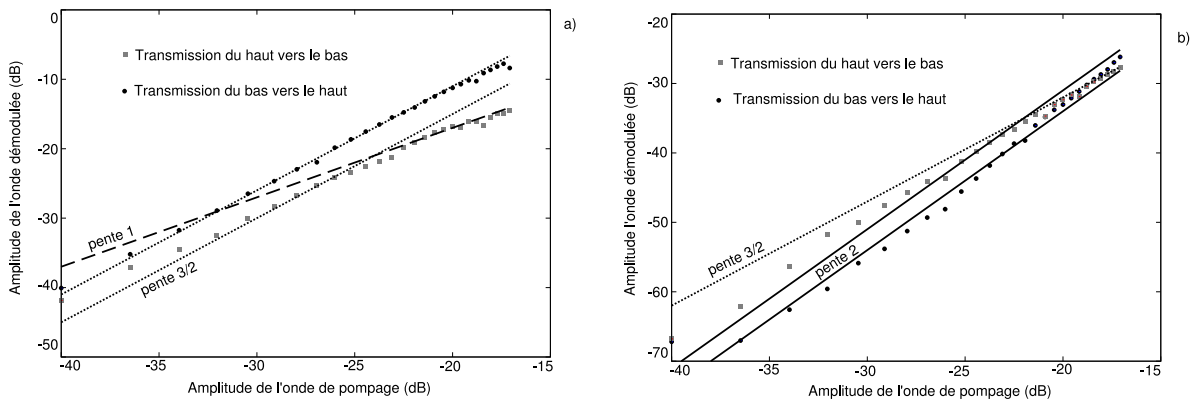 a)
0
-10
-20
-30
-40
-50
Amplitude de l'onde démodulée (dB)
Transmission du haut vers le bas
Transmission du bas vers le haut
pente 1
pente 3/2
-40
-35
-30
-25
-20
-15
Amplitude de l'onde de pompage (dB)
b)
-20
-30
-40
-50
-60
-70
Amplitude de l'onde démodulée (dB)
Transmission du haut vers le bas
Transmission du bas vers le haut
pente 3/2
pente 2
-40
-35
-30
-25
-20
-15
Amplitude de l'onde de pompage (dB)